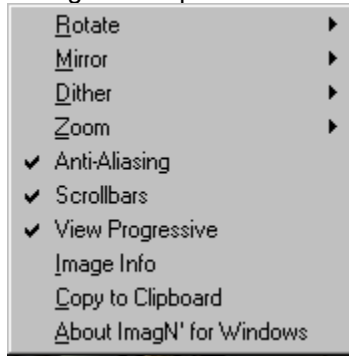 Rotate
Mirror
Dither
Zoom
Anti-Aliasing
Scrollbars
View Progressive
Image Info
Copy to Clipboard
About ImagN' for Windows